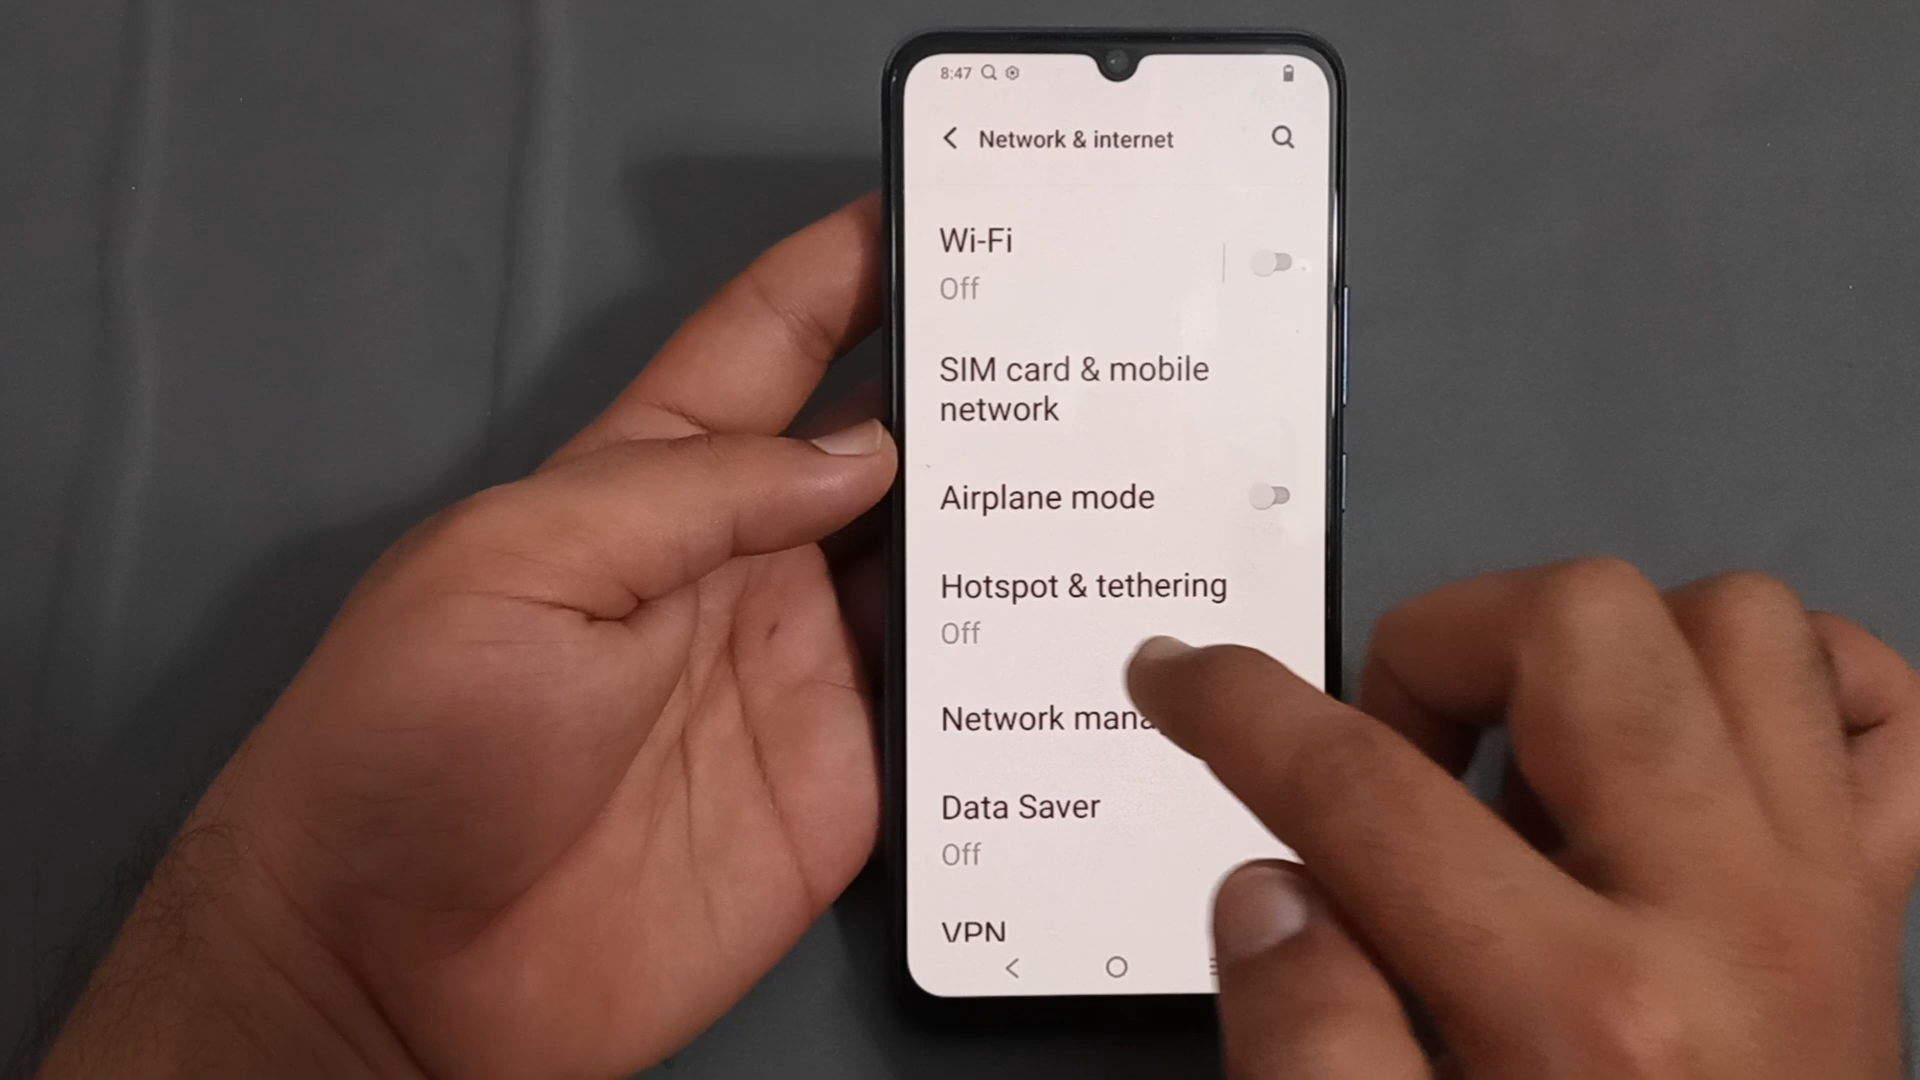 8:47
Network & internet
Wi-Fi
Off
SIM card & mobile
network
Airplane mode
Hotspot & tethering
Off
Network
Data Saver
Off
VPN